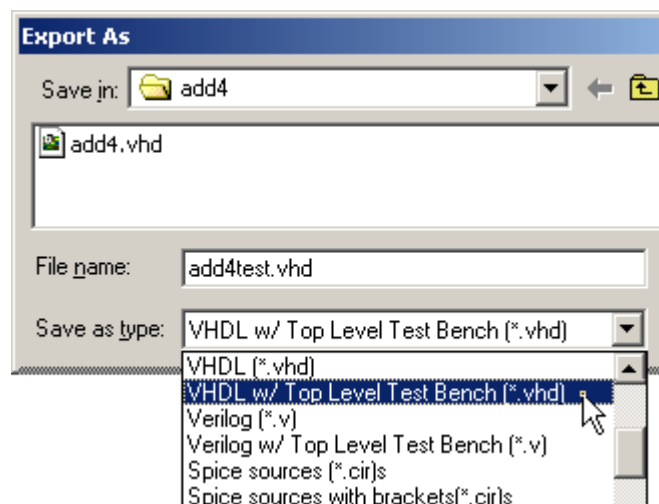 Export As
Save in: add4
add4.vhd
File name: add4test.vhd
Save as type: VHDL w/ Top Level Test Bench (*.vhd)
VHDL (*.vhd)
VHDL w/ Top Level Test Bench (*.vhd)
Verilog (*.v)
Verilog w/ Top Level Test Bench (*.v)
Spice sources (*.cir)s
Spice sources with brackets(*.cir)s